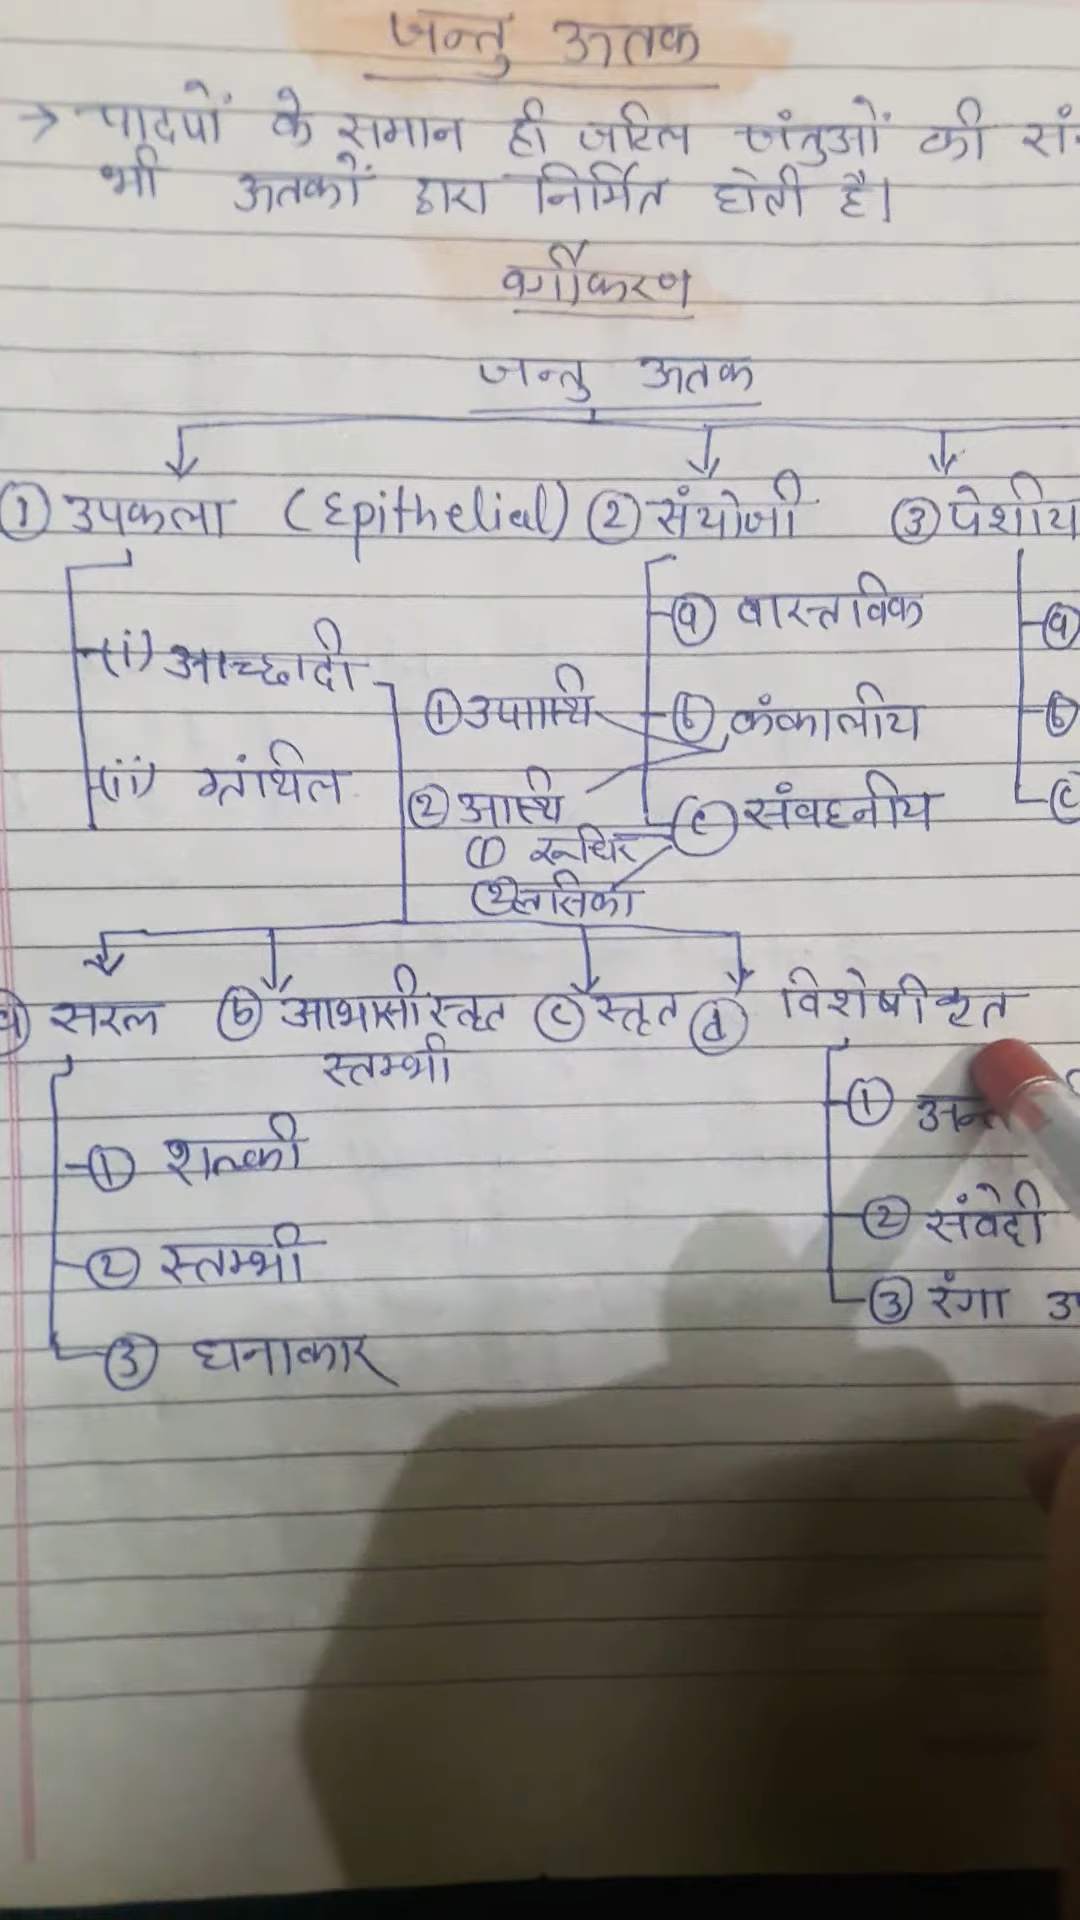 जन्तु ऊतक
→ पादपों के समान ही जटिल जंतुओं की
भी ऊतकों द्वारा निर्मित होती है।
वर्गीकरण
जन्तु ऊतक
① उपकला (Epithelial) ② संयोजी ③ पेशीय
(i) आच्छादी
(ii) ग्रंथिल
ⓐ वास्तविक
ⓑ कंकालीय
① उपास्थि
② अस्थि
ⓒ संवहनीय
① रुधिर
② लसिका
ⓐ
ⓑ
ⓒ
ⓐ सरल ⓑ आभासीस्तृत ⓒ स्तृत ⓓ विशेषीकृत
स्तम्भी
① शल्की
② स्तम्भी
③ घनाकार
①
② संवेदी
③ रंगा